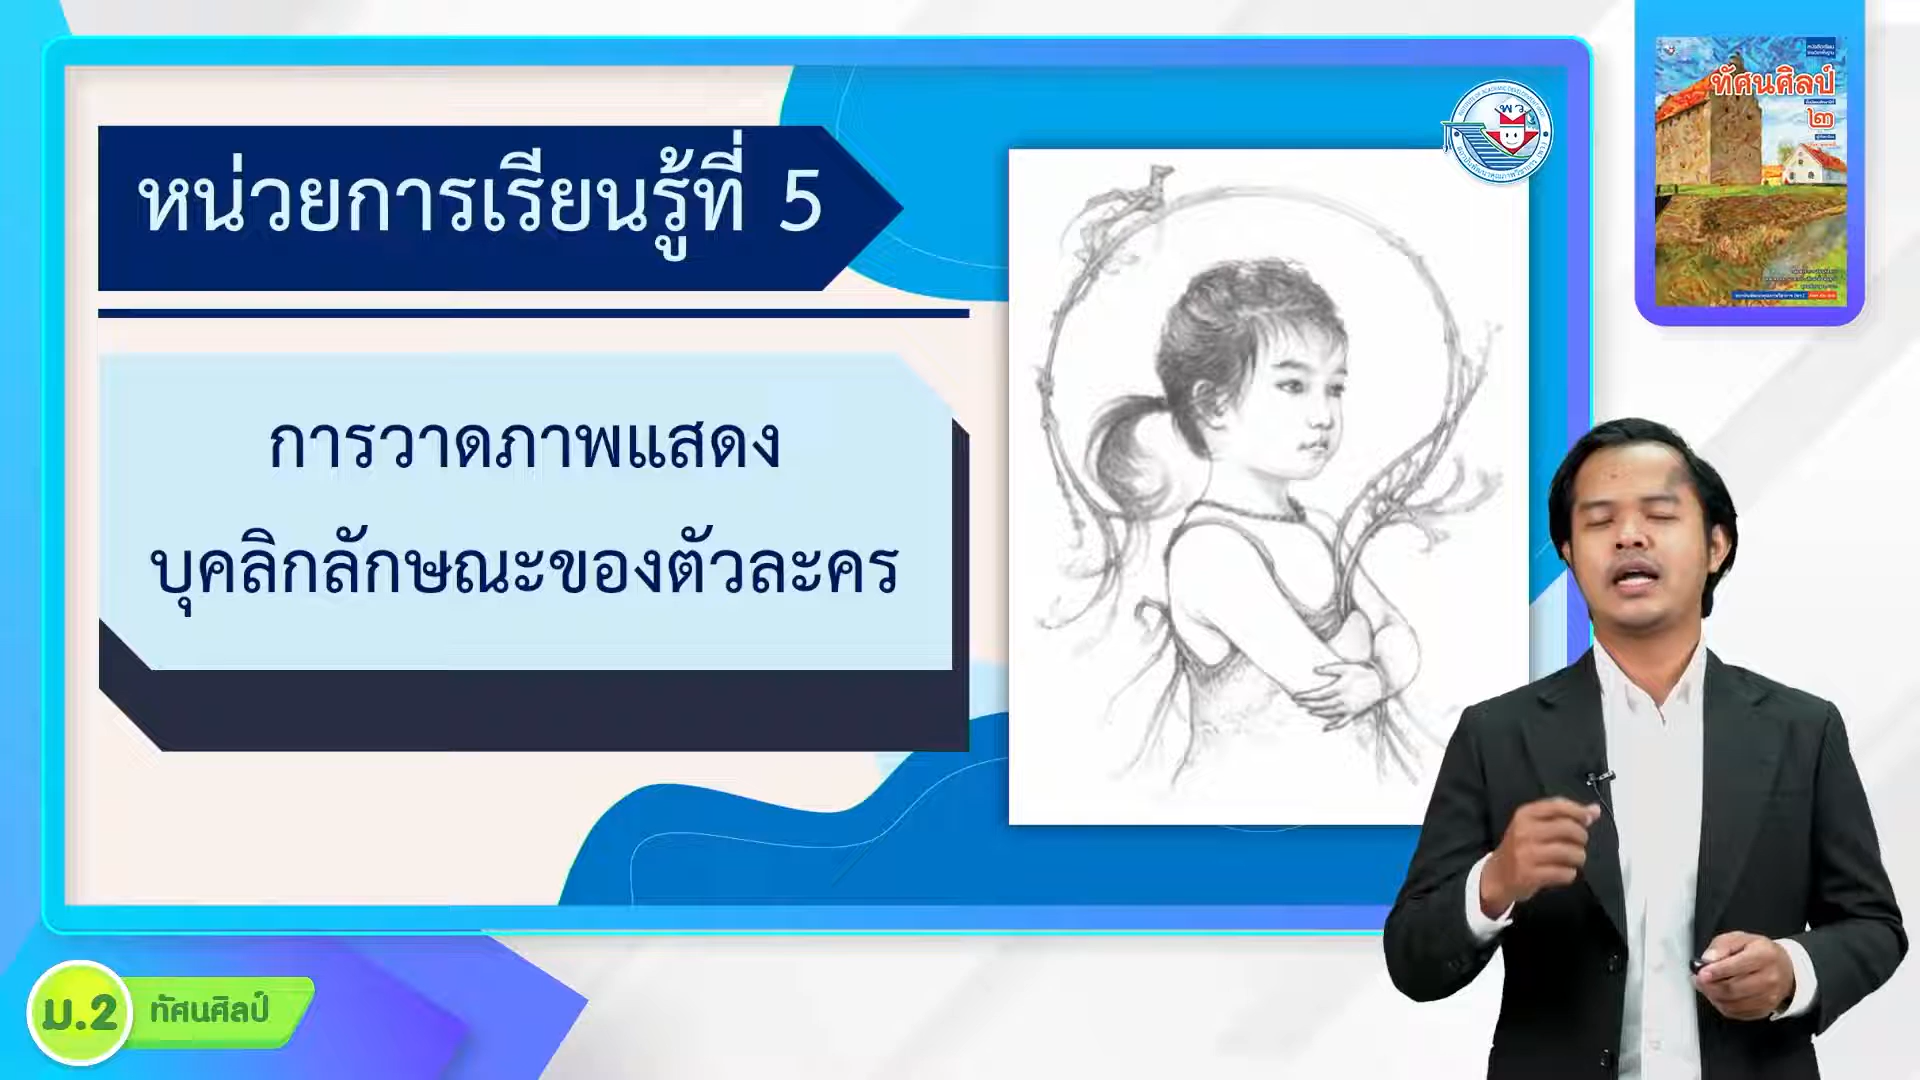 หน่วยการเรียนรู้ที่ 5
การวาดภาพแสดง
บุคลิกลักษณะของตัวละคร
พว.
ทัศนศิลป์
๒
ม.2 ทัศนศิลป์